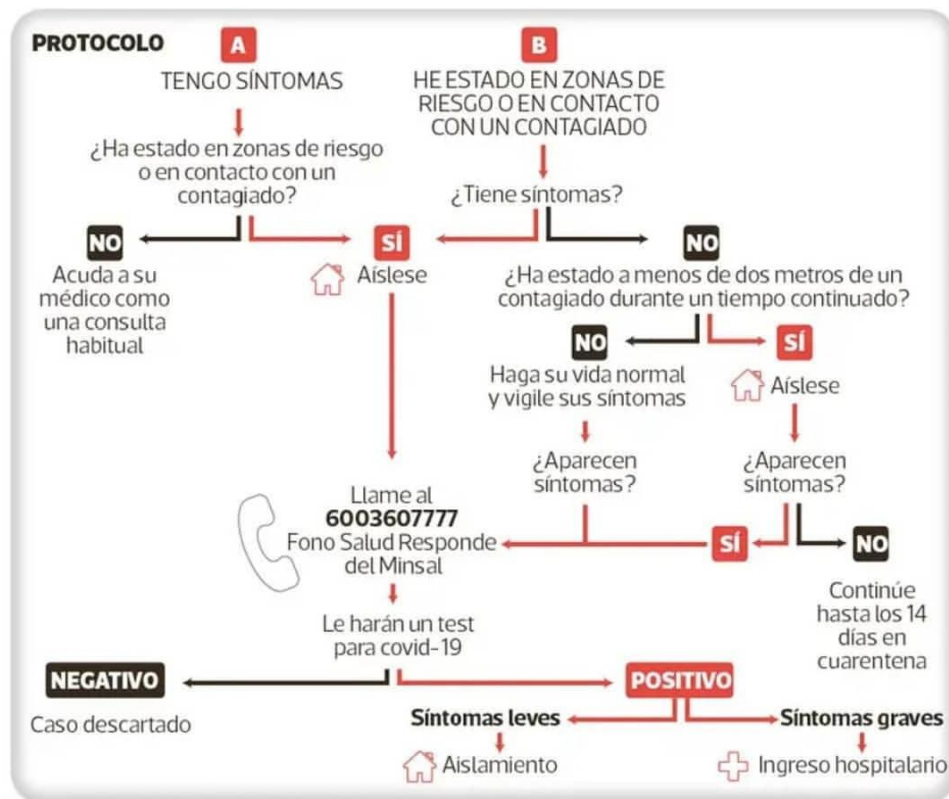 PROTOCOLO
A
TENGO SÍNTOMAS
¿Ha estado en zonas de riesgo
o en contacto con un
contagiado?
NO
Acuda a su
médico como
una consulta
habitual
SÍ
Aíslese
B
HE ESTADO EN ZONAS DE
RIESGO O EN CONTACTO
CON UN CONTAGIADO
¿Tiene síntomas?
NO
¿Ha estado a menos de dos metros de un
contagiado durante un tiempo continuado?
NO
Haga su vida normal
y vigile sus síntomas
¿Aparecen
síntomas?
SÍ
Aíslese
¿Aparecen
síntomas?
SÍ
NO
Continúe
hasta los 14
días en
cuarentena
Llame al
6003607777
Fono Salud Responde
del Minsal
Le harán un test
para covid-19
NEGATIVO
Caso descartado
POSITIVO
Síntomas leves
Aislamiento
Síntomas graves
Ingreso hospitalario